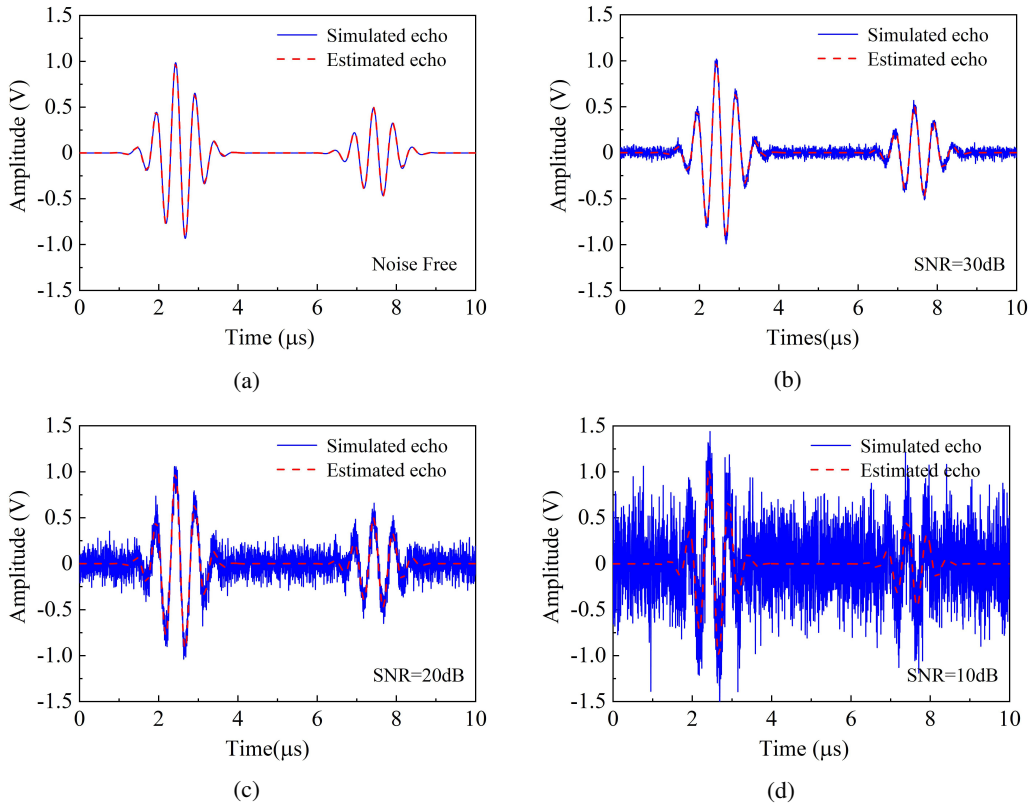 1.5
1.0
0.5
0
-0.5
-1.0
-1.5
Amplitude (V)
Simulated echo
Estimated echo
Noise Free
0 2 4 6 8 10
Time (μs)
(a)
1.5
1.0
0.5
0
-0.5
-1.0
-1.5
Amplitude (V)
Simulated echo
Estimated echo
SNR=30dB
0 2 4 6 8 10
Times(μs)
(b)
1.5
1.0
0.5
0
-0.5
-1.0
-1.5
Amplitude (V)
Simulated echo
Estimated echo
SNR=20dB
0 2 4 6 8 10
Time(μs)
(c)
1.5
1.0
0.5
0
-0.5
-1.0
-1.5
Amplitude (V)
Simulated echo
Estimated echo
SNR=10dB
0 2 4 6 8 10
Time (μs)
(d)